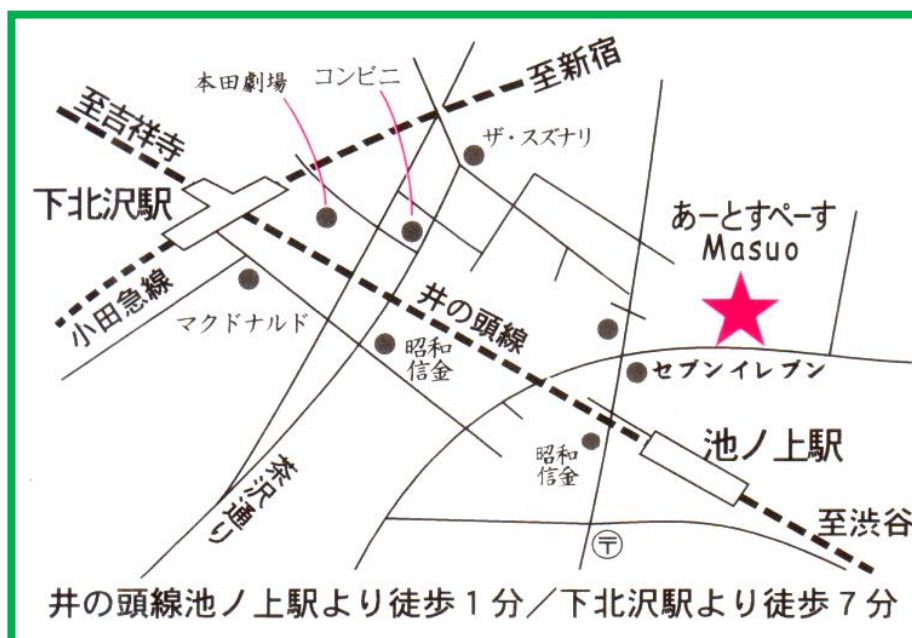 本田劇場
コンビニ
至新宿
至吉祥寺
ザ・スズナリ
下北沢駅
あーとすぺーす
Masuo
小田急線
マクドナルド
井の頭線
昭和
信金
セブンイレブン
池ノ上駅
昭和
信金
茶沢通り
至渋谷
〒
井の頭線池ノ上駅より徒歩1分／下北沢駅より徒歩7分